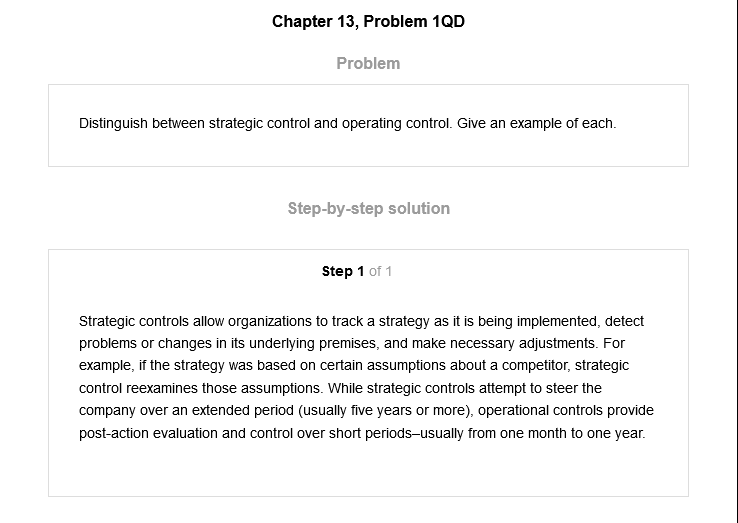 Chapter 13, Problem 1QD
Problem
Distinguish between strategic control and operating control. Give an example of each.
Step-by-step solution
Step 1 of 1
Strategic controls allow organizations to track a strategy as it is being implemented, detect
problems or changes in its underlying premises, and make necessary adjustments. For
example, if the strategy was based on certain assumptions about a competitor, strategic
control reexamines those assumptions. While strategic controls attempt to steer the
company over an extended period (usually five years or more), operational controls provide
post-action evaluation and control over short periods–usually from one month to one year.